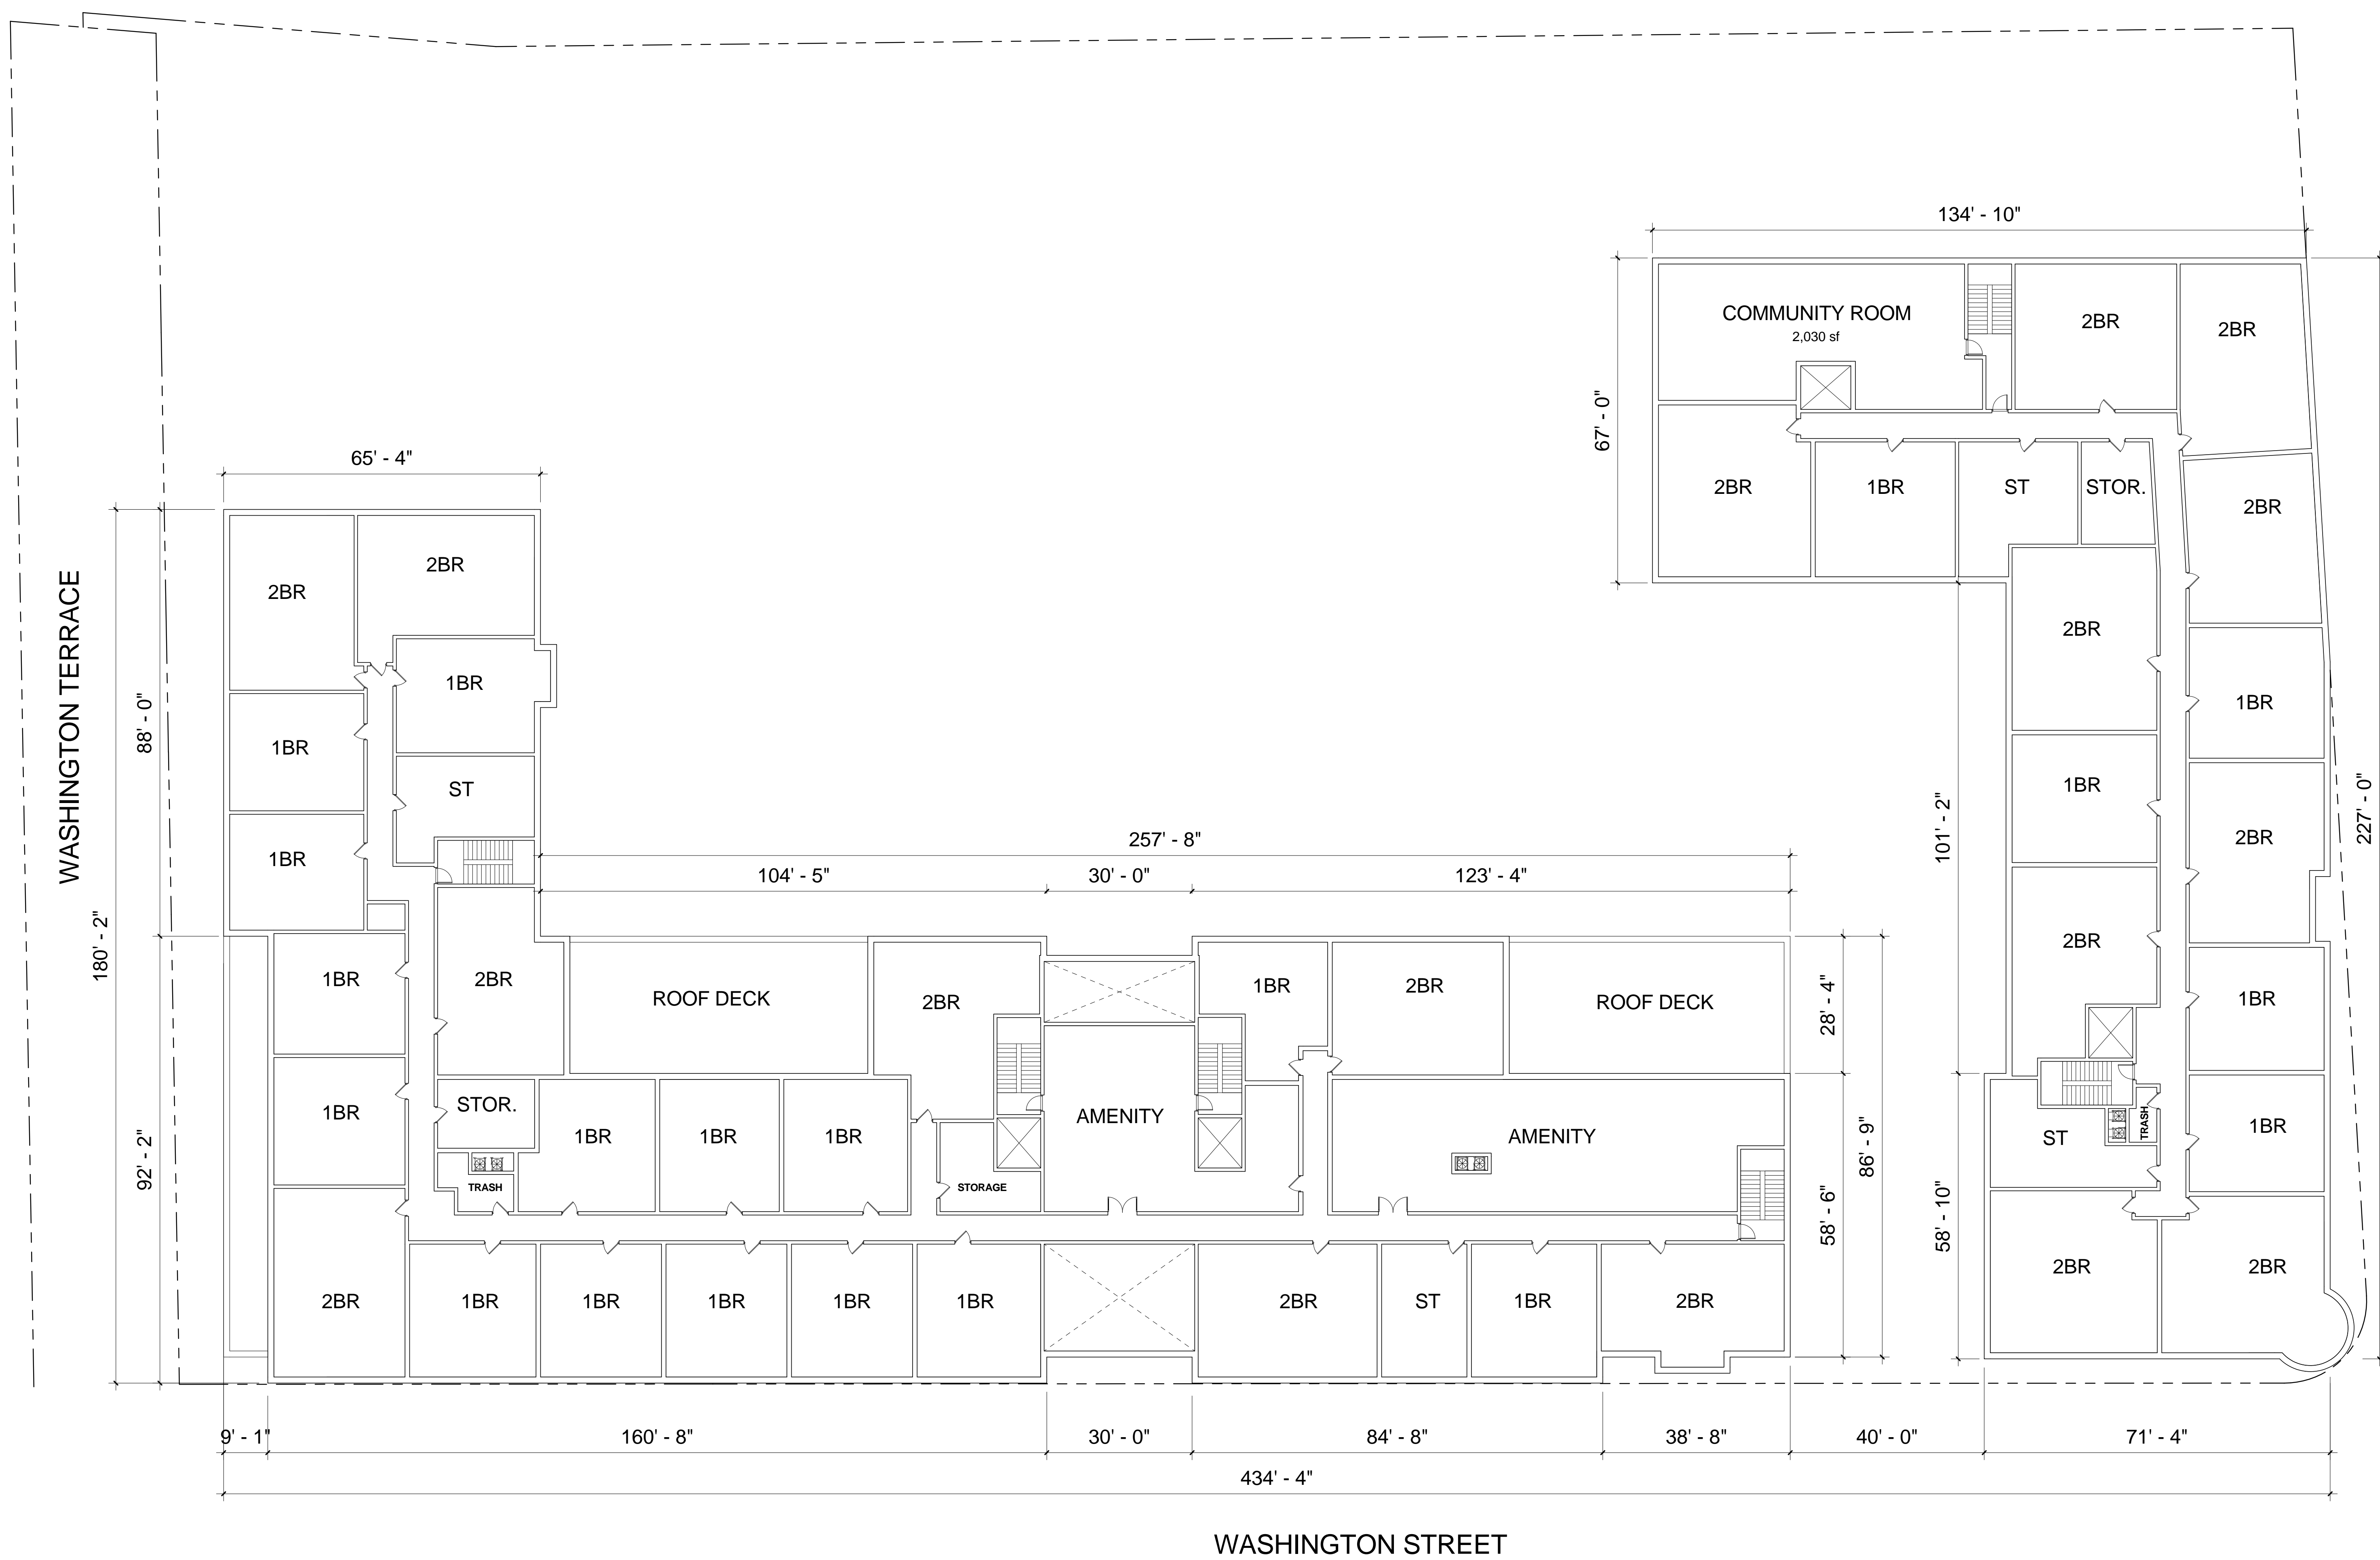 134' - 10"
COMMUNITY ROOM
2,030 sf
2BR
2BR
67' - 0"
2BR
1BR
ST
STOR.
2BR
65' - 4"
2BR
2BR
WASHINGTON TERRACE
88' - 0"
1BR
1BR
ST
1BR
180' - 2"
92' - 2"
257' - 8"
104' - 5"
30' - 0"
123' - 4"
2BR
1BR
1BR
2BR
101' - 2"
227' - 0"
2BR
1BR
1BR
2BR
ROOF DECK
2BR
1BR
2BR
ROOF DECK
28' - 4"
1BR
STOR.
1BR
1BR
1BR
AMENITY
AMENITY
86' - 9"
58' - 6"
TRASH
STORAGE
58' - 10"
ST
TRASH
1BR
2BR
2BR
2BR
1BR
1BR
1BR
1BR
1BR
2BR
ST
1BR
2BR
9' - 1"
160' - 8"
30' - 0"
84' - 8"
38' - 8"
40' - 0"
71' - 4"
434' - 4"
WASHINGTON STREET